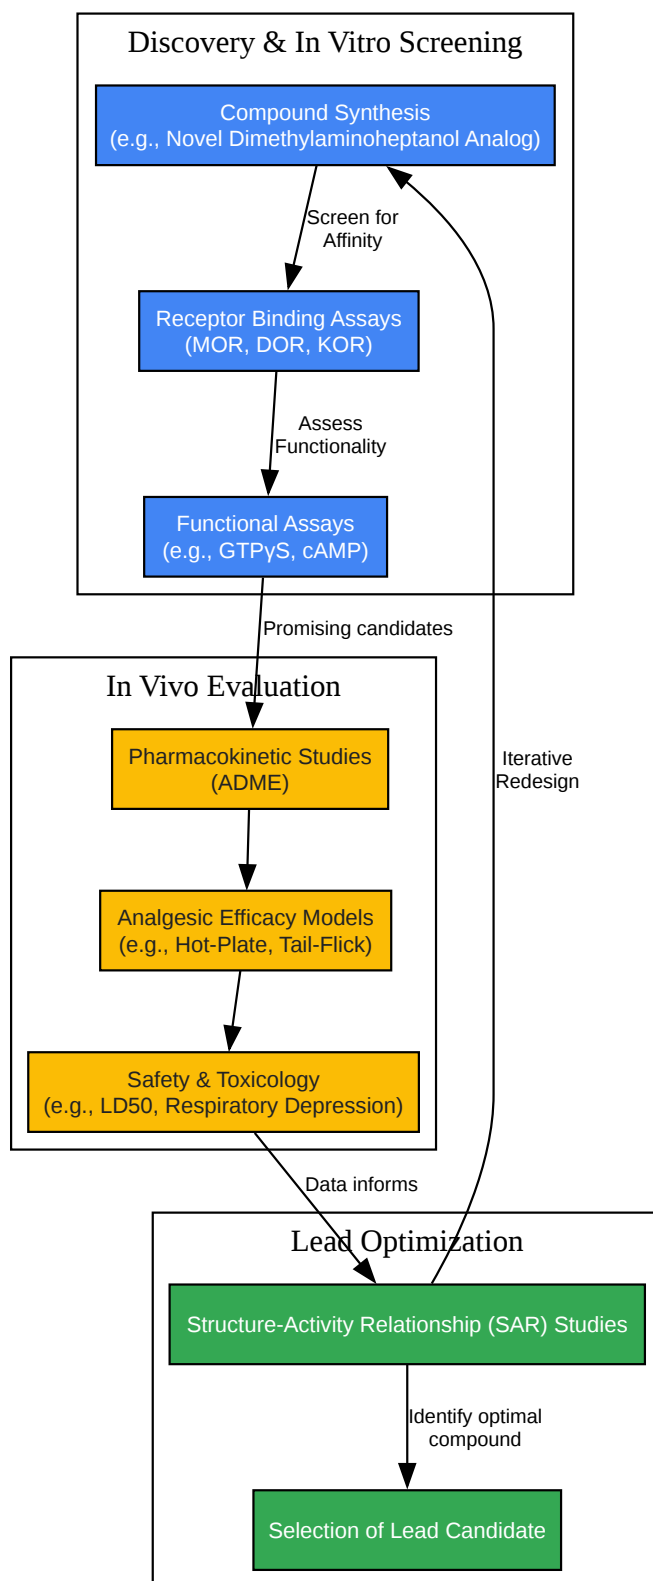 Discovery & In Vitro Screening
Compound Synthesis
(e.g., Novel Dimethylaminoheptanol Analog)
Screen for
Affinity
Receptor Binding Assays
(MOR, DOR, KOR)
Assess
Functionality
Functional Assays
(e.g., GTPγS, cAMP)
Promising candidates
In Vivo Evaluation
Pharmacokinetic Studies
(ADME)
Iterative
Redesign
Analgesic Efficacy Models
(e.g., Hot-Plate, Tail-Flick)
Safety & Toxicology
(e.g., LD50, Respiratory Depression)
Data informs
Lead Optimization
Structure-Activity Relationship (SAR) Studies
Identify optimal
compound
Selection of Lead Candidate